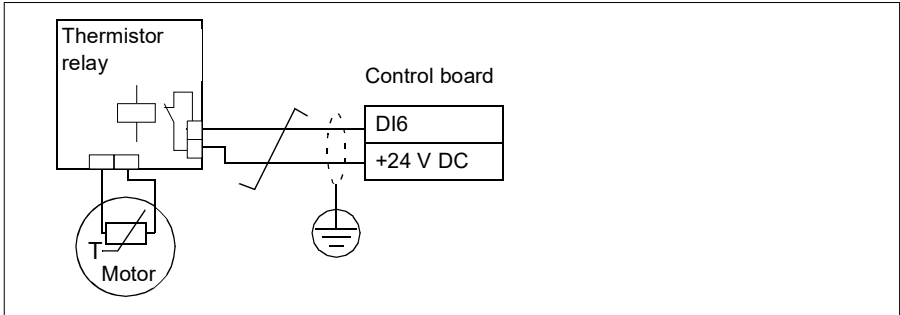 Thermistor
relay
Control board
DI6
+24 V DC
T
Motor